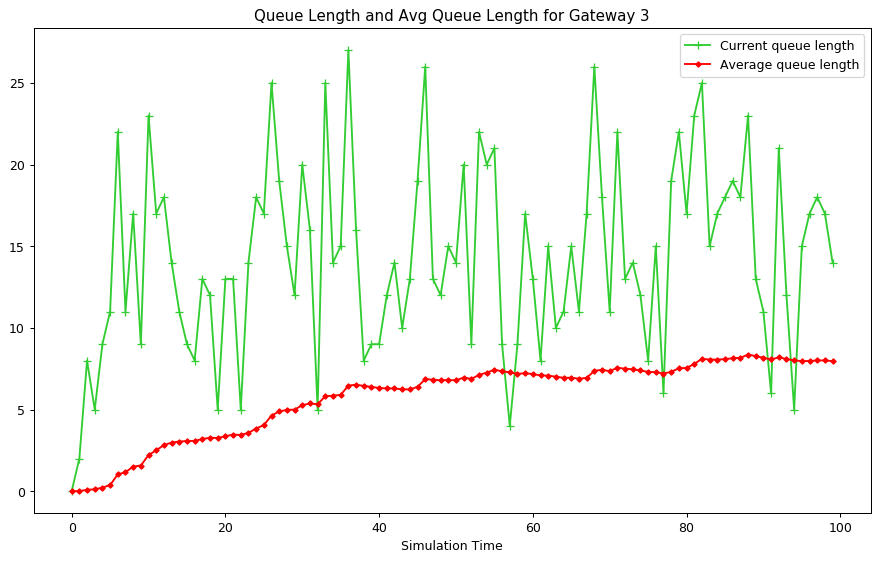 Queue Length and Avg Queue Length for Gateway 3
Current queue length
Average queue length
25
20
15
10
5
0
0 20 40 60 80 100
Simulation Time